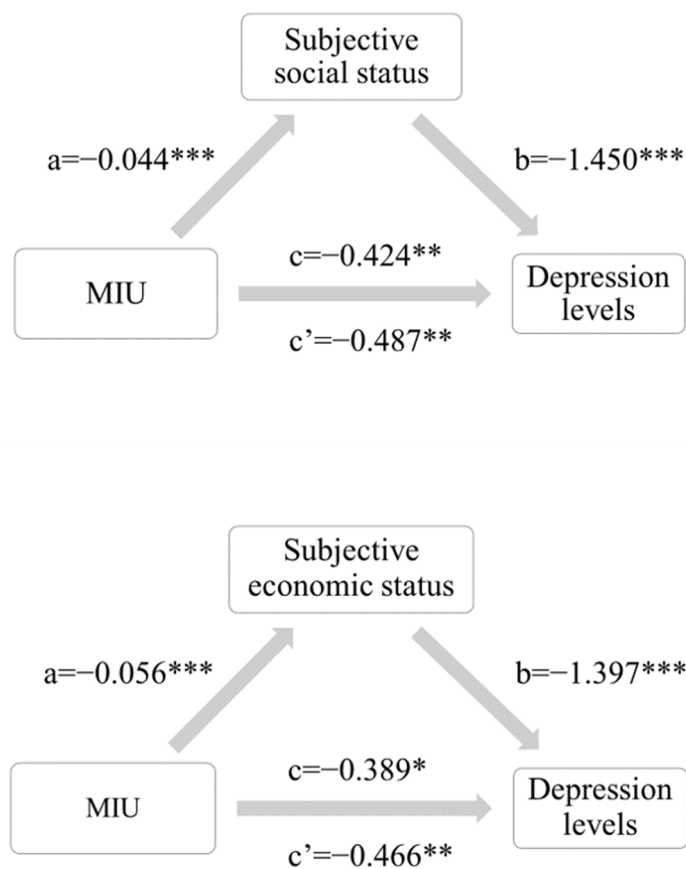 Subjective
social status
a=−0.044***
b=−1.450***
c=−0.424**
MIU
Depression
levels
c’=−0.487**
Subjective
economic status
a=−0.056***
b=−1.397***
c=−0.389*
MIU
Depression
levels
c’=−0.466**